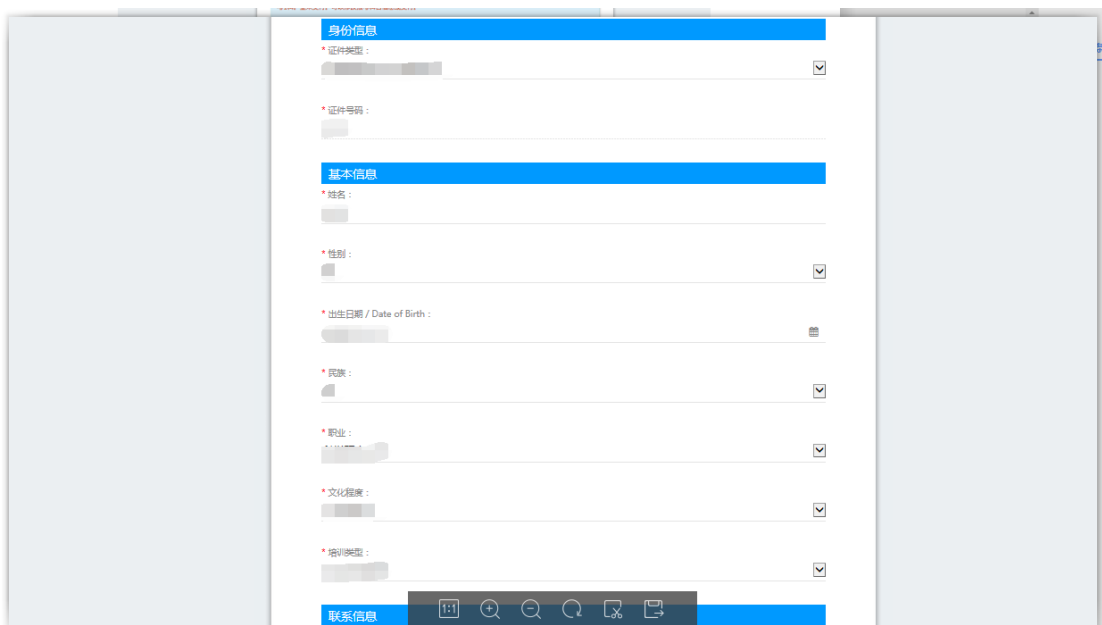 身份信息
* 证件类型：
* 证件号码：
基本信息
* 姓名：
* 性别：
* 出生日期 / Date of Birth：
* 民族：
* 职业：
* 文化程度：
* 培训类型：
联系信息
1:1